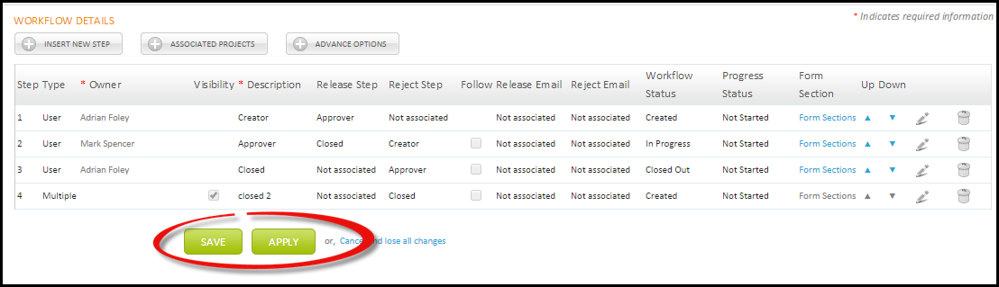 * Indicates required information
WORKFLOW DETAILS
INSERT NEW STEP ASSOCIATED PROJECTS ADVANCE OPTIONS
Step Type * Owner Visibility * Description Release Step Reject Step Follow Release Email Reject Email Workflow Status Progress Status Form Section Up Down
1 User Adrian Foley Creator Approver Not associated Not associated Not associated Created Not Started Form Sections
2 User Mark Spencer Approver Closed Creator Not associated Not associated In Progress Not Started Form Sections
3 User Adrian Foley Closed Not associated Approver Not associated Not associated Closed Out Not Started Form Sections
4 Multiple closed 2 Not associated Closed Not associated Not associated Created Not Started Form Sections
SAVE APPLY or, Cancel and lose all changes